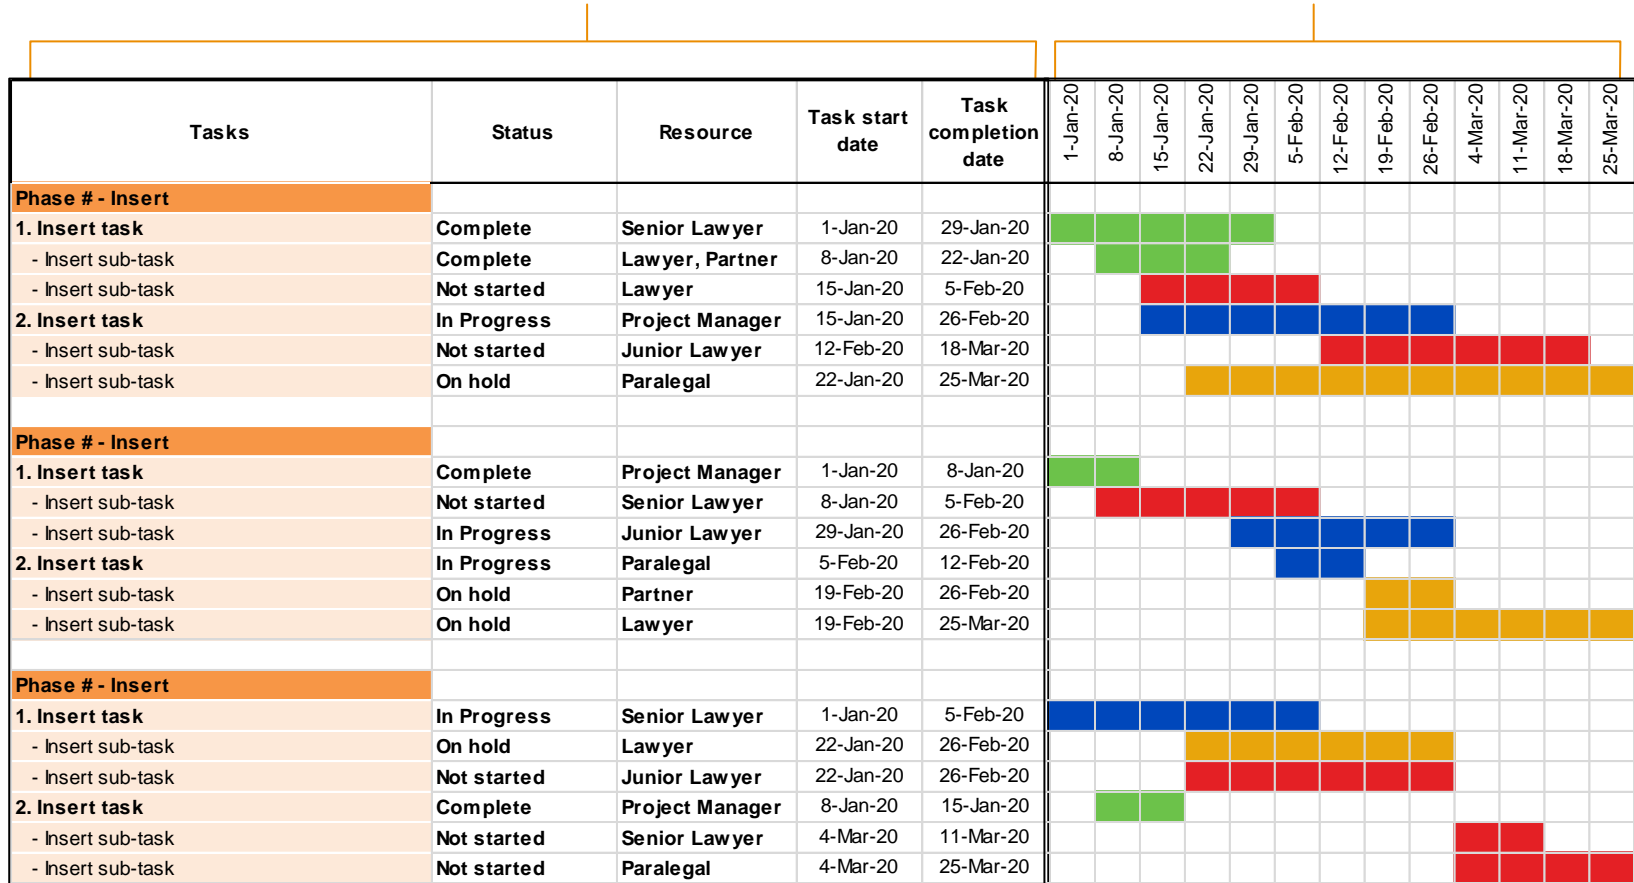 Tasks Status Resource Task start date Task completion date 1-Jan-20 8-Jan-20 15-Jan-20 22-Jan-20 29-Jan-20 5-Feb-20 12-Feb-20 19-Feb-20 26-Feb-20 4-Mar-20 11-Mar-20 18-Mar-20 25-Mar-20
Phase # - Insert
1. Insert task Complete Senior Lawyer 1-Jan-20 29-Jan-20
- Insert sub-task Complete Lawyer, Partner 8-Jan-20 22-Jan-20
- Insert sub-task Not started Lawyer 15-Jan-20 5-Feb-20
2. Insert task In Progress Project Manager 15-Jan-20 26-Feb-20
- Insert sub-task Not started Junior Lawyer 12-Feb-20 18-Mar-20
- Insert sub-task On hold Paralegal 22-Jan-20 25-Mar-20
Phase # - Insert
1. Insert task Complete Project Manager 1-Jan-20 8-Jan-20
- Insert sub-task Not started Senior Lawyer 8-Jan-20 5-Feb-20
- Insert sub-task In Progress Junior Lawyer 29-Jan-20 26-Feb-20
2. Insert task In Progress Paralegal 5-Feb-20 12-Feb-20
- Insert sub-task On hold Partner 19-Feb-20 26-Feb-20
- Insert sub-task On hold Lawyer 19-Feb-20 25-Mar-20
Phase # - Insert
1. Insert task In Progress Senior Lawyer 1-Jan-20 5-Feb-20
- Insert sub-task On hold Lawyer 22-Jan-20 26-Feb-20
- Insert sub-task Not started Junior Lawyer 22-Jan-20 26-Feb-20
2. Insert task Complete Project Manager 8-Jan-20 15-Jan-20
- Insert sub-task Not started Senior Lawyer 4-Mar-20 11-Mar-20
- Insert sub-task Not started Paralegal 4-Mar-20 25-Mar-20